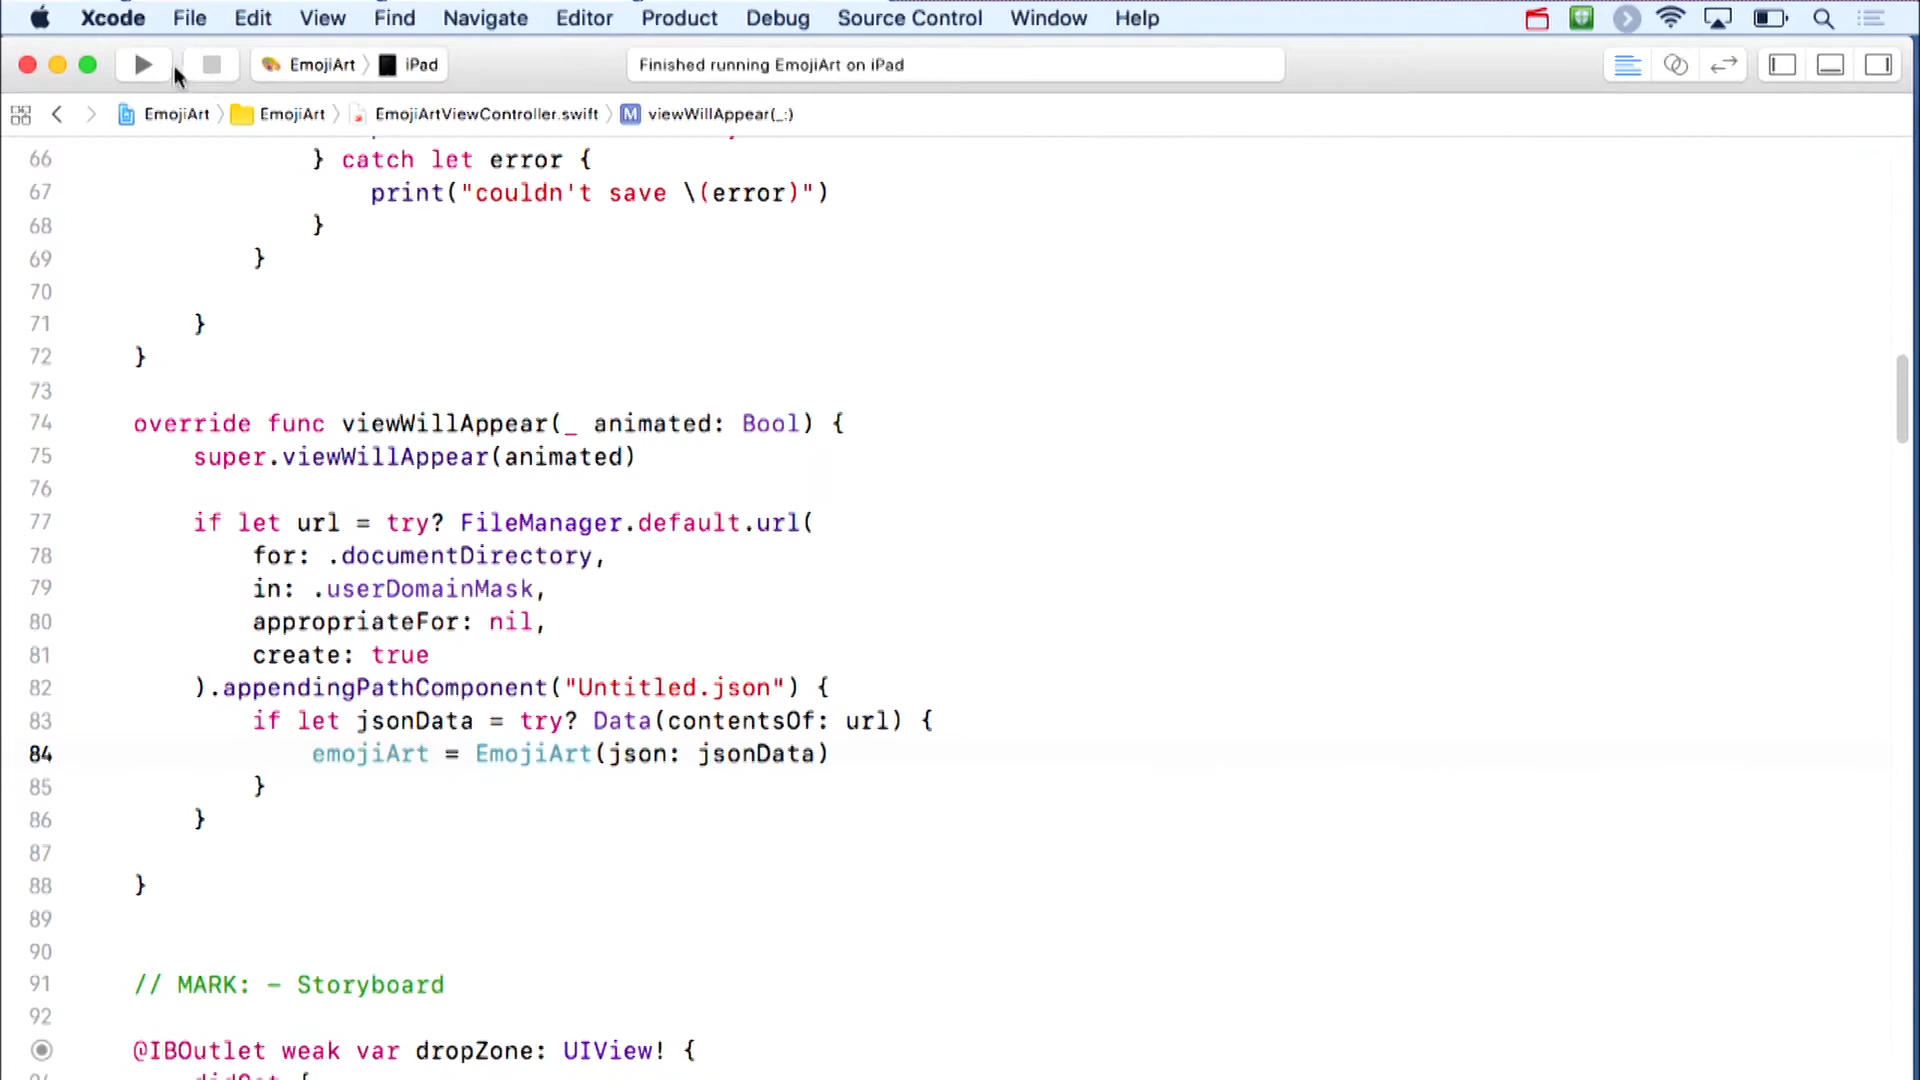 Xcode File Edit View Find Navigate Editor Product Debug Source Control Window Help
EmojiArt iPad Finished running EmojiArt on iPad
EmojiArt EmojiArt EmojiArtViewController.swift M viewWillAppear(_:)
66 } catch let error {
67 print("couldn't save \(error)")
68 }
69 }
70
71 }
72 }
73
74 override func viewWillAppear(_ animated: Bool) {
75 super.viewWillAppear(animated)
76
77 if let url = try? FileManager.default.url(
78 for: .documentDirectory,
79 in: .userDomainMask,
80 appropriateFor: nil,
81 create: true
82 ).appendingPathComponent("Untitled.json") {
83 if let jsonData = try? Data(contentsOf: url) {
84 emojiArt = EmojiArt(json: jsonData)
85 }
86 }
87
88 }
89
90
91 // MARK: - Storyboard
92
@IBOutlet weak var dropZone: UIView! {